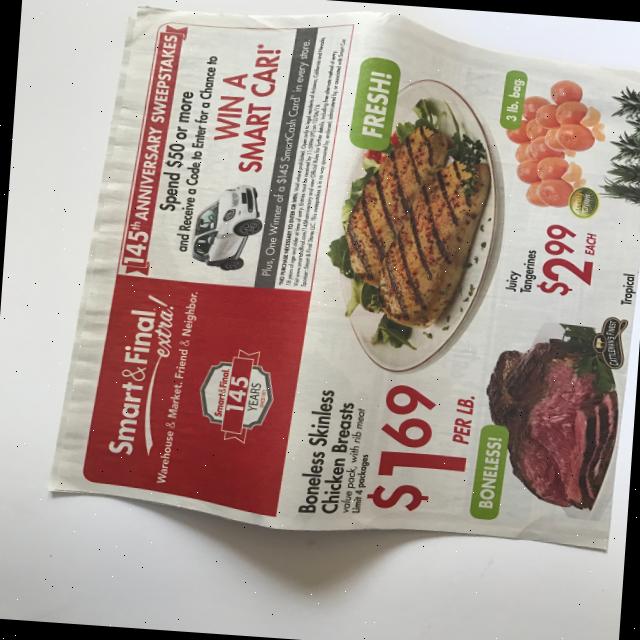 Smart&Final.
extra!
Warehouse & Market. Friend & Neighbor.
Smart&Final.
145
YEARS
145th ANNIVERSARY SWEEPSTAKES
Spend $50 or more
and Receive a Code to Enter for a Chance to
WIN A
SMART CAR!*
Plus, One Winner of a $145 SmartCash Card* in every store.
Boneless Skinless
Chicken Breasts
value pack, with rib meat
Limit 4 packages
$169
PER LB.
FRESH!
3 lb. bag
Juicy
Tangerines
$299
EACH
BONELESS!
CATTLEMAN'S FINEST
Tropical